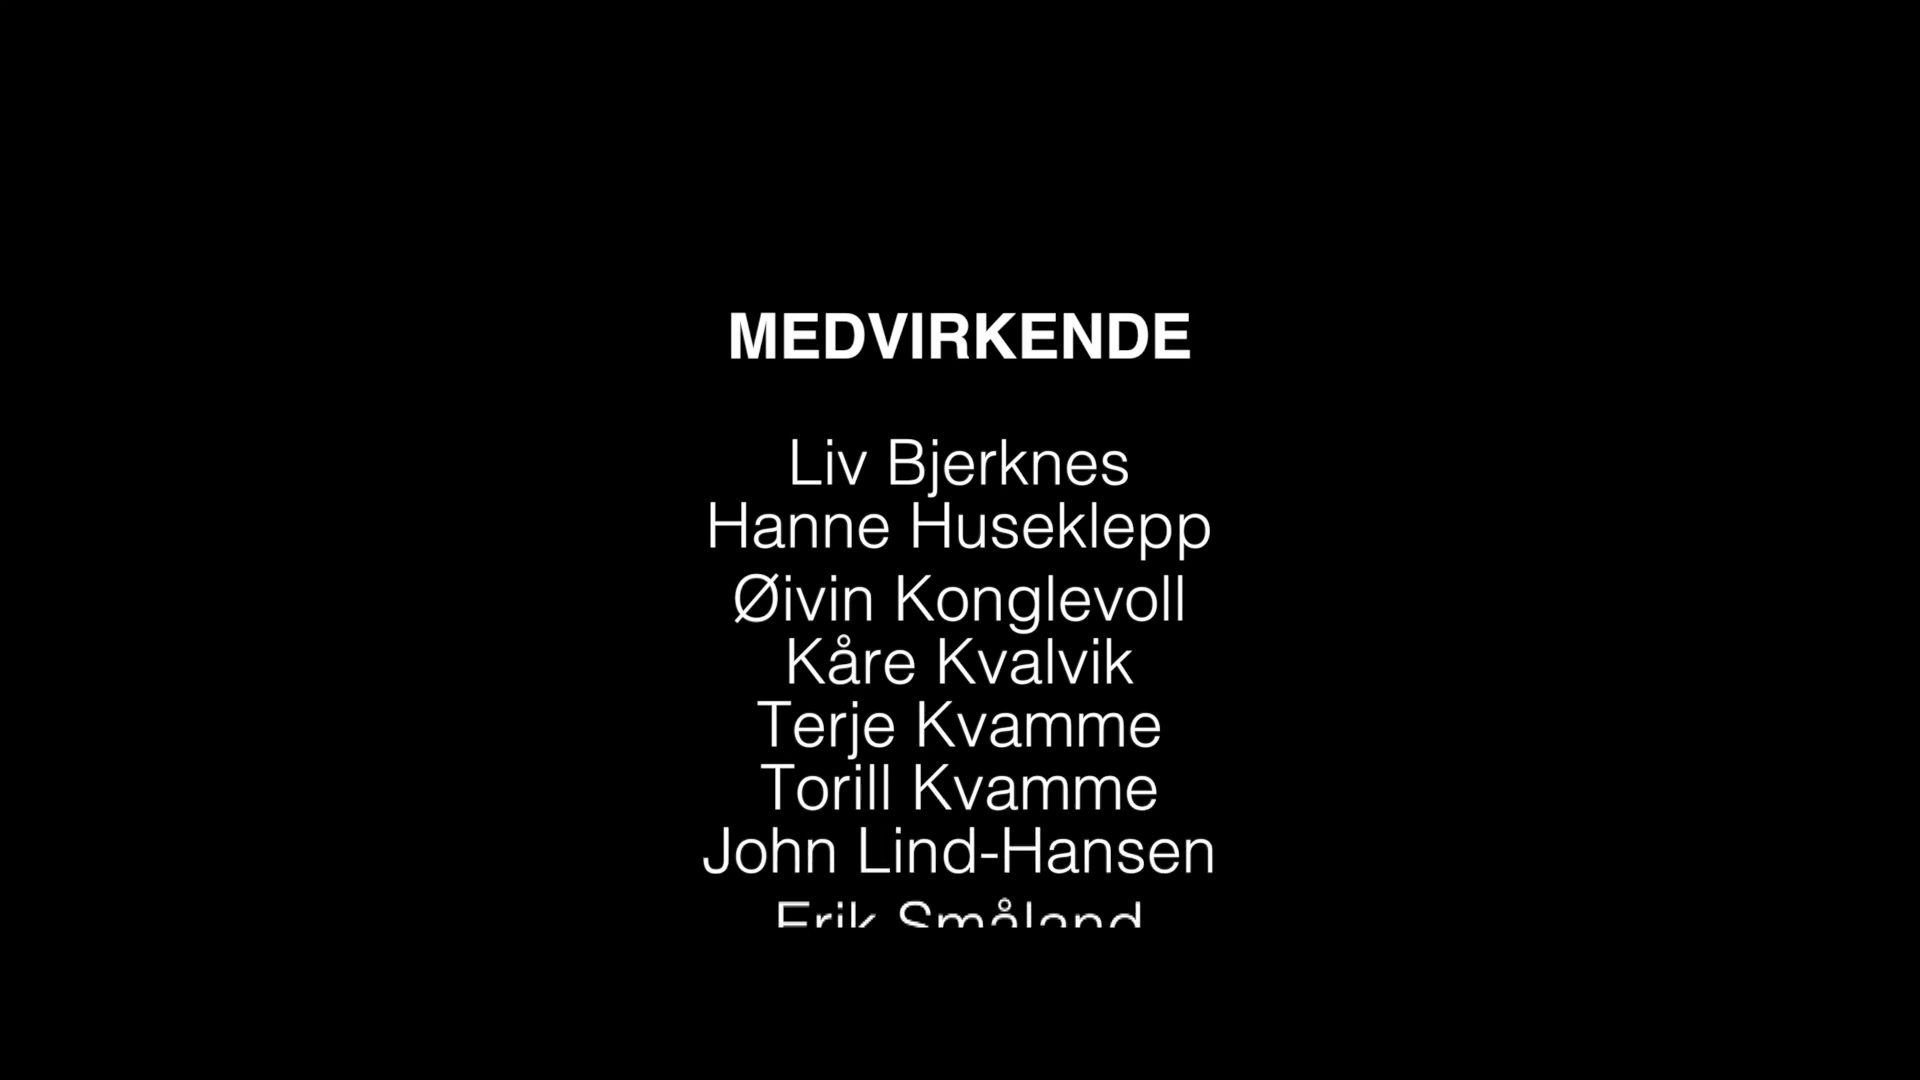 MEDVIRKENDE
Liv Bjerknes
Hanne Huseklepp
Øivin Konglevoll
Kåre Kvalvik
Terje Kvamme
Torill Kvamme
John Lind-Hansen
Erik Småland